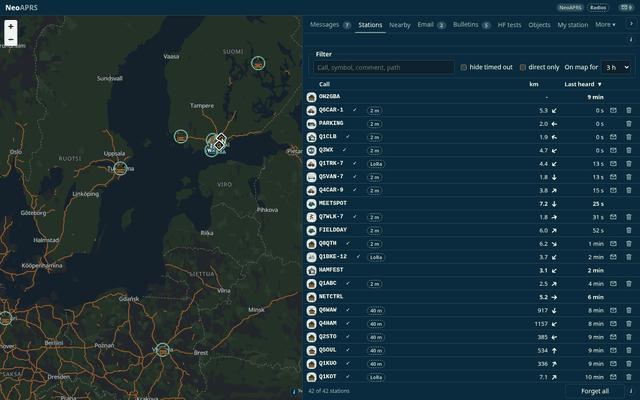 NeoAPRS
NeoAPRS Radios 9
Messages 7 Stations Nearby Email 2 Bulletins 5 HF tests Objects My station More
Filter
Call, symbol, comment, path hide timed out direct only On map for 3 h
Call km Last heard ▼
OH2GBA - 9 min
Q6CAR-1 ✓ 2 m 5.3 ↙ 0 s
PARKING 2.0 ← 0 s
Q1CLB ✓ 2 m 1.9 ↖ 0 s
Q3WX ✓ 2 m 4.7 ↙ 0 s
Q1TRK-7 ✓ LoRa 4.4 ↙ 13 s
Q5VAN-7 ✓ 2 m 1.8 ↓ 13 s
Q4CAR-9 ✓ 2 m 3.8 ↗ 15 s
MEETSPOT 7.2 ↓ 25 s
Q7WLK-7 ✓ 2 m 1.8 → 31 s
FIELDDAY 6.0 ↗ 52 s
Q8QTH ✓ 2 m 6.2 ↘ 1 min
Q1BKE-12 ✓ LoRa 3.7 ↙ 2 min
HAMFEST 3.1 ↙ 2 min
Q1ABC ✓ 2 m 2.5 ↗ 4 min
NETCTRL 5.2 → 6 min
Q6WAW ✓ 40 m 917 ↓ 8 min
Q4HAM ✓ 40 m 1157 ↙ 8 min
Q2STO ✓ 40 m 385 ← 9 min
Q5OUL ✓ 40 m 534 ↑ 9 min
Q1KUO ✓ 40 m 336 ↗ 9 min
Q1KOT ✓ LoRa 7.1 ↗ 10 min
42 of 42 stations Forget all
+
−
SUOMI
Vaasa
Sundsvall
Tampere
Oslo
Uppsala
RUOTSI
VIRO
Linköping
Pihkova
Göteborg
Riika
Halmstad
Kööpenhamina
LIETTUA
Vilna
Gdańsk
Minsk
Poznań
Brest
Dresden